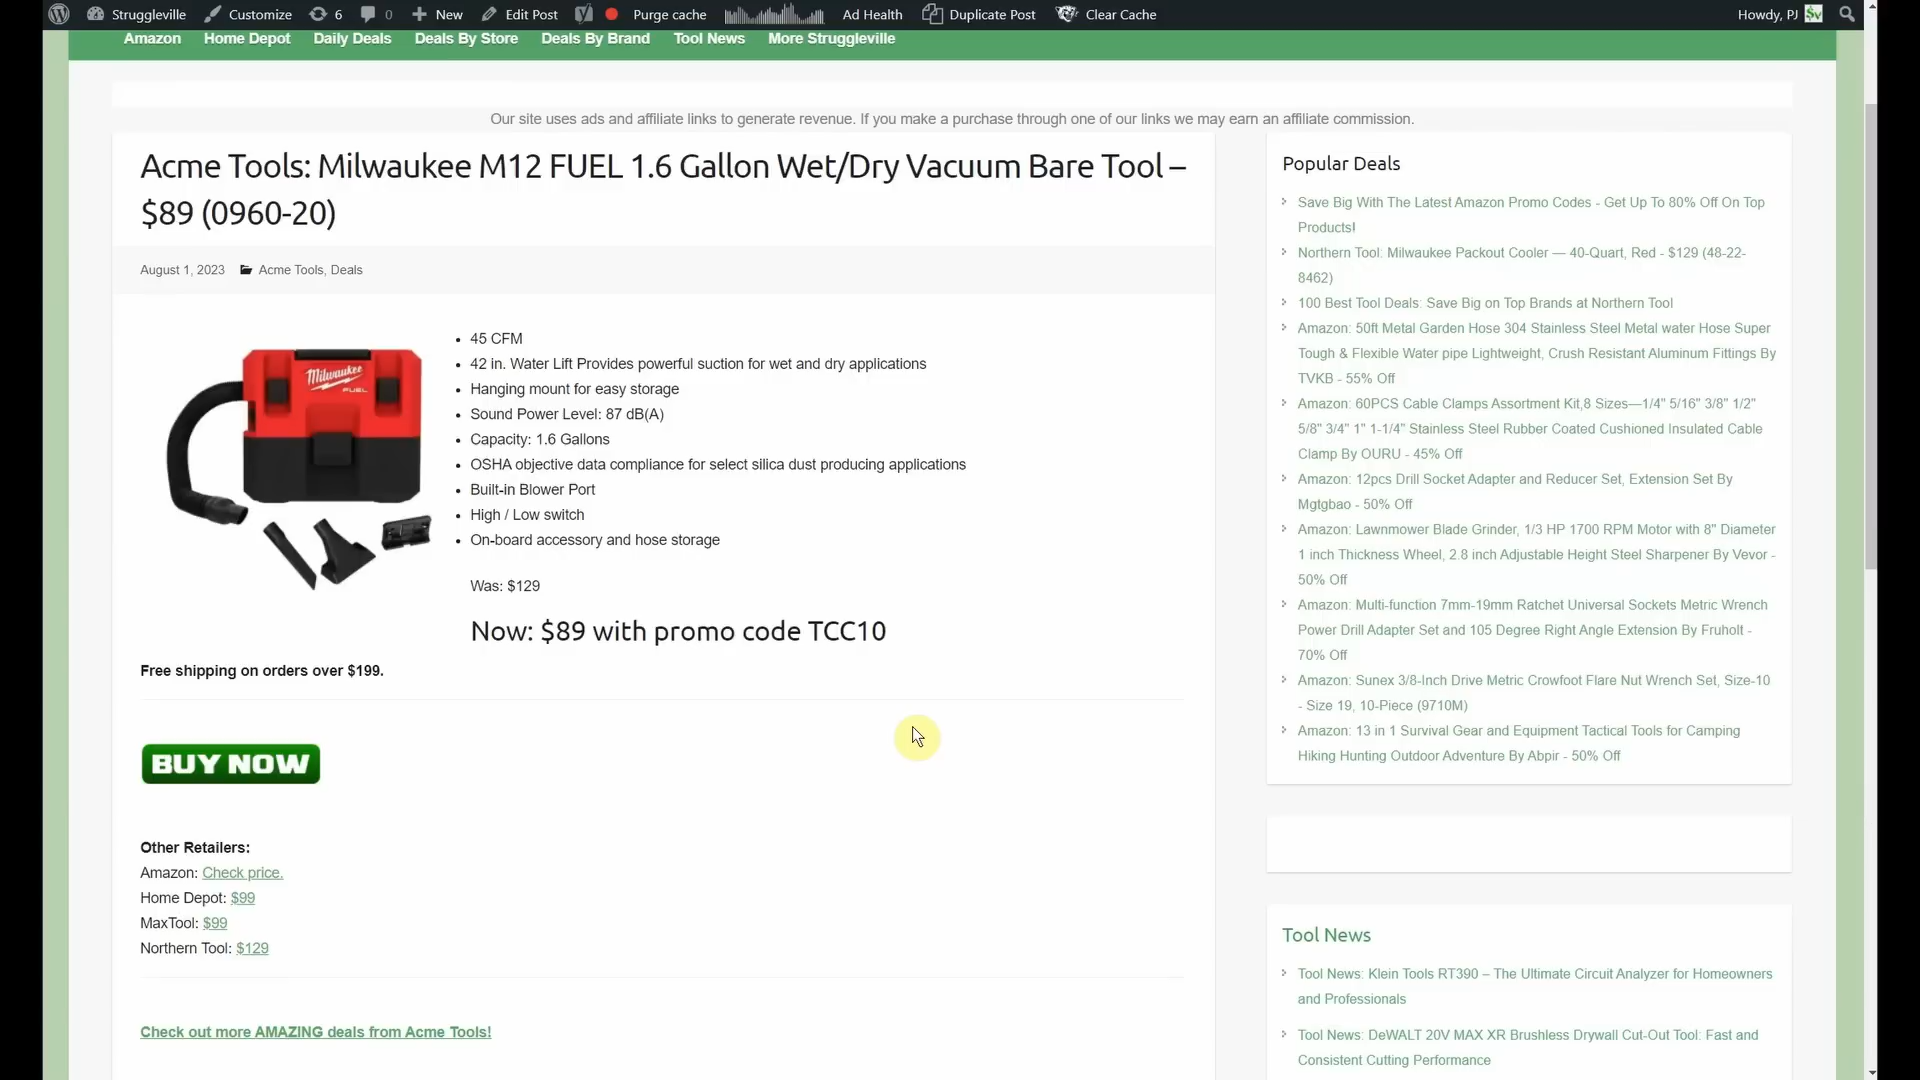 Struggleville
Customize
6
0
New
Edit Post
Purge cache
Ad Health
Duplicate Post
Clear Cache
Howdy, PJ
Amazon
Home Depot
Daily Deals
Deals By Store
Deals By Brand
Tool News
More Struggleville
Our site uses ads and affiliate links to generate revenue. If you make a purchase through one of our links we may earn an affiliate commission.
Acme Tools: Milwaukee M12 FUEL 1.6 Gallon Wet/Dry Vacuum Bare Tool –
$89 (0960-20)
August 1, 2023
Acme Tools, Deals
Milwaukee
FUEL
45 CFM
42 in. Water Lift Provides powerful suction for wet and dry applications
Hanging mount for easy storage
Sound Power Level: 87 dB(A)
Capacity: 1.6 Gallons
OSHA objective data compliance for select silica dust producing applications
Built-in Blower Port
High / Low switch
On-board accessory and hose storage
Was: $129
Now: $89 with promo code TCC10
Free shipping on orders over $199.
BUY NOW
Other Retailers:
Amazon: Check price.
Home Depot: $99
MaxTool: $99
Northern Tool: $129
Check out more AMAZING deals from Acme Tools!
Popular Deals
Save Big With The Latest Amazon Promo Codes - Get Up To 80% Off On Top
Products!
Northern Tool: Milwaukee Packout Cooler — 40-Quart, Red - $129 (48-22-
8462)
100 Best Tool Deals: Save Big on Top Brands at Northern Tool
Amazon: 50ft Metal Garden Hose 304 Stainless Steel Metal water Hose Super
Tough & Flexible Water pipe Lightweight, Crush Resistant Aluminum Fittings By
TVKB - 55% Off
Amazon: 60PCS Cable Clamps Assortment Kit,8 Sizes—1/4" 5/16" 3/8" 1/2"
5/8" 3/4" 1" 1-1/4" Stainless Steel Rubber Coated Cushioned Insulated Cable
Clamp By OURU - 45% Off
Amazon: 12pcs Drill Socket Adapter and Reducer Set, Extension Set By
Mgtgbao - 50% Off
Amazon: Lawnmower Blade Grinder, 1/3 HP 1700 RPM Motor with 8" Diameter
1 inch Thickness Wheel, 2.8 inch Adjustable Height Steel Sharpener By Vevor -
50% Off
Amazon: Multi-function 7mm-19mm Ratchet Universal Sockets Metric Wrench
Power Drill Adapter Set and 105 Degree Right Angle Extension By Fruholt -
70% Off
Amazon: Sunex 3/8-Inch Drive Metric Crowfoot Flare Nut Wrench Set, Size-10
- Size 19, 10-Piece (9710M)
Amazon: 13 in 1 Survival Gear and Equipment Tactical Tools for Camping
Hiking Hunting Outdoor Adventure By Abpir - 50% Off
Tool News
Tool News: Klein Tools RT390 – The Ultimate Circuit Analyzer for Homeowners
and Professionals
Tool News: DeWALT 20V MAX XR Brushless Drywall Cut-Out Tool: Fast and
Consistent Cutting Performance